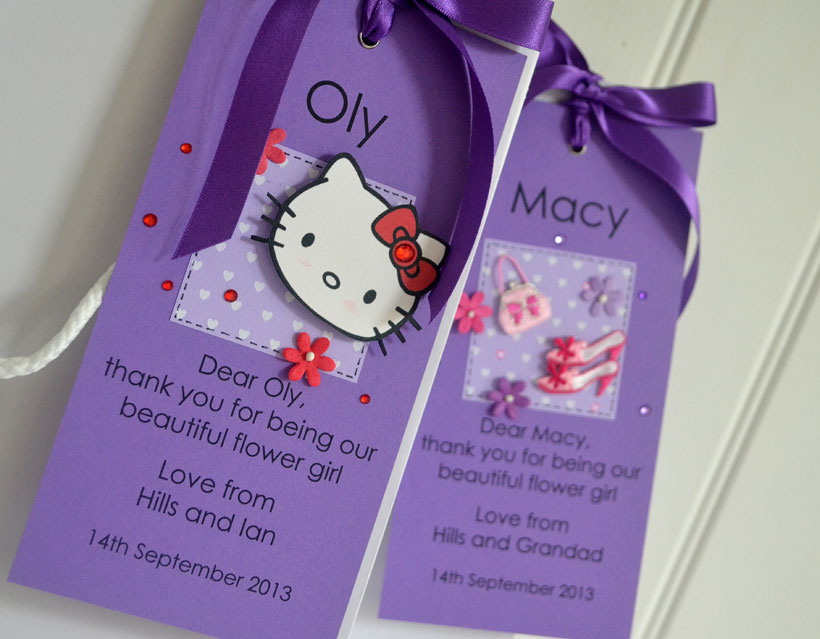 Oly
Dear Oly,
thank you for being our
beautiful flower girl
Love from
Hills and Ian
14th September 2013
Macy
Dear Macy,
thank you for being our
beautiful flower girl
Love from
Hills and Grandad
14th September 2013